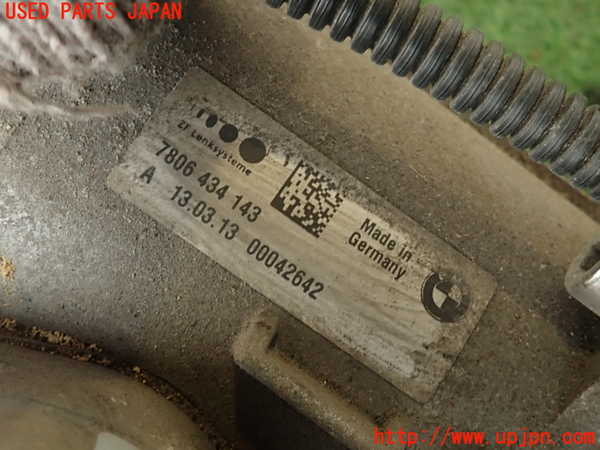 USED PARTS JAPAN
ZF Lenksysteme
7806 434 143
A 13.03.13 00042642
Made in
Germany
BMW
http://www.upjpn.com/